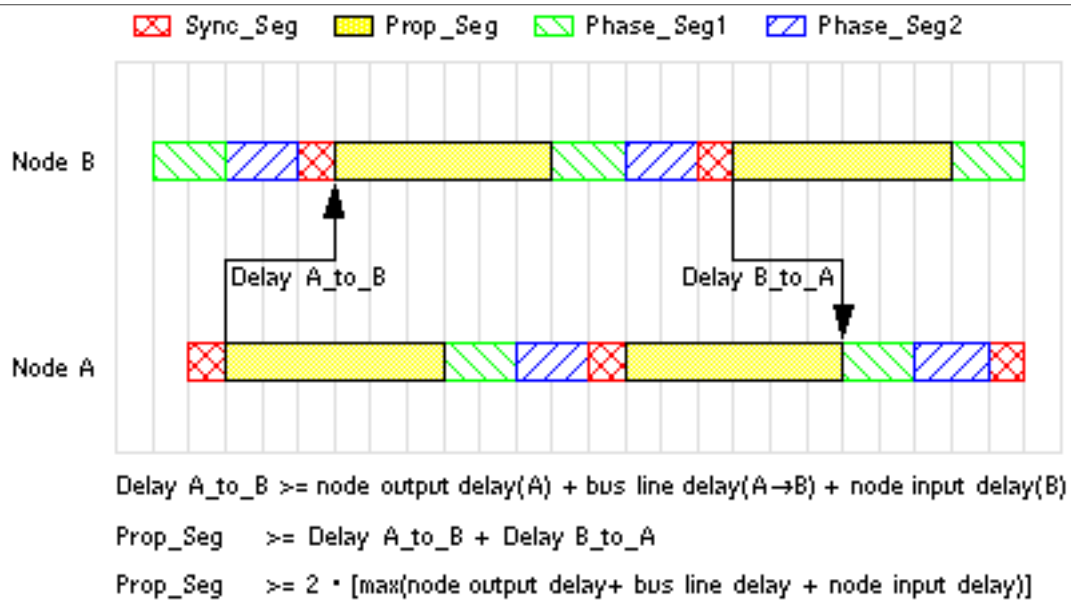 Sync_Seg Prop_Seg Phase_Seg1 Phase_Seg2
Node B
Delay A_to_B Delay B_to_A
Node A
Delay A_to_B >= node output delay(A) + bus line delay(A→B) + node input delay(B)
Prop_Seg >= Delay A_to_B + Delay B_to_A
Prop_Seg >= 2 • [max(node output delay+ bus line delay + node input delay)]